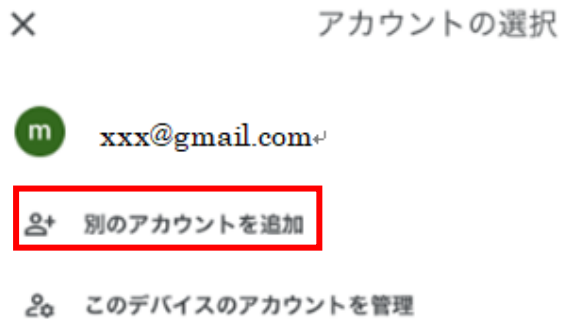 アカウントの選択
m xxx@gmail.com↵
別のアカウントを追加
このデバイスのアカウントを管理